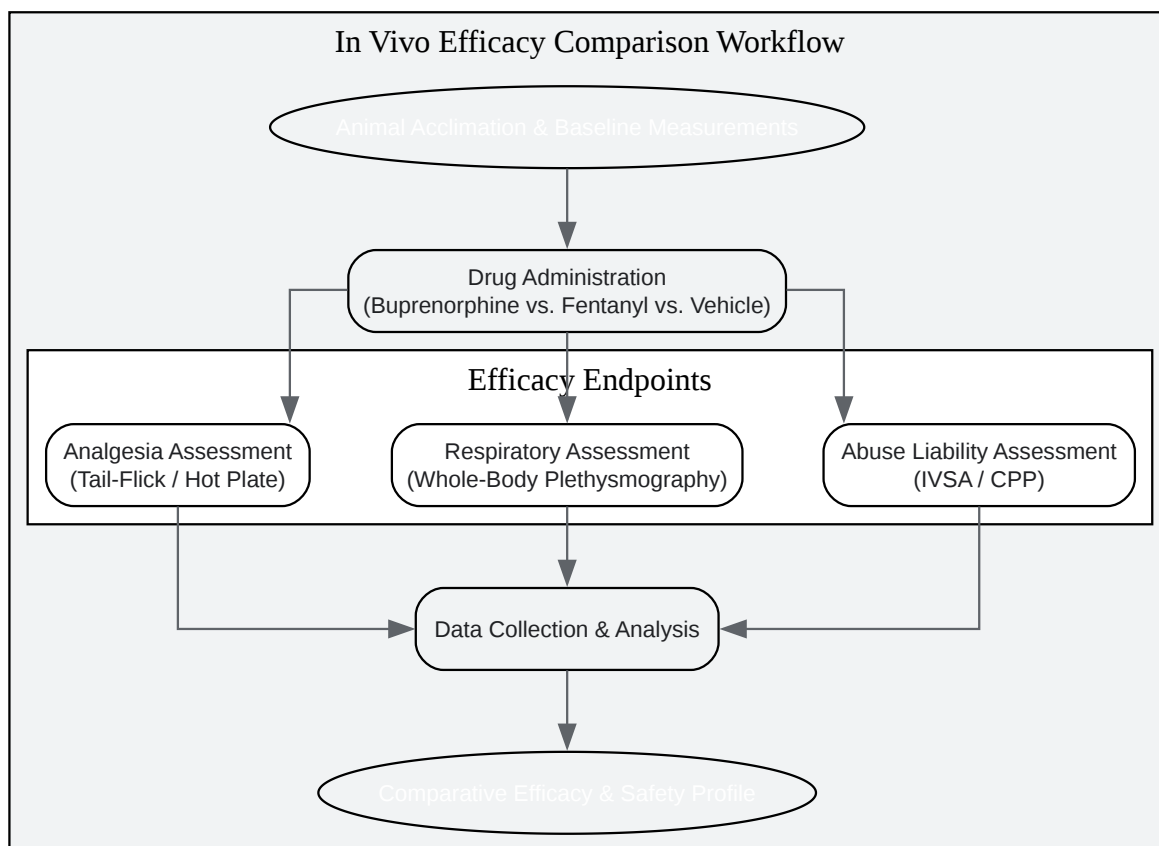 In Vivo Efficacy Comparison Workflow
Animal Acclimation & Baseline Measurements
Drug Administration
(Buprenorphine vs. Fentanyl vs. Vehicle)
Efficacy Endpoints
Analgesia Assessment
(Tail-Flick / Hot Plate)
Respiratory Assessment
(Whole-Body Plethysmography)
Abuse Liability Assessment
(IVSA / CPP)
Data Collection & Analysis
Comparative Efficacy & Safety Profile